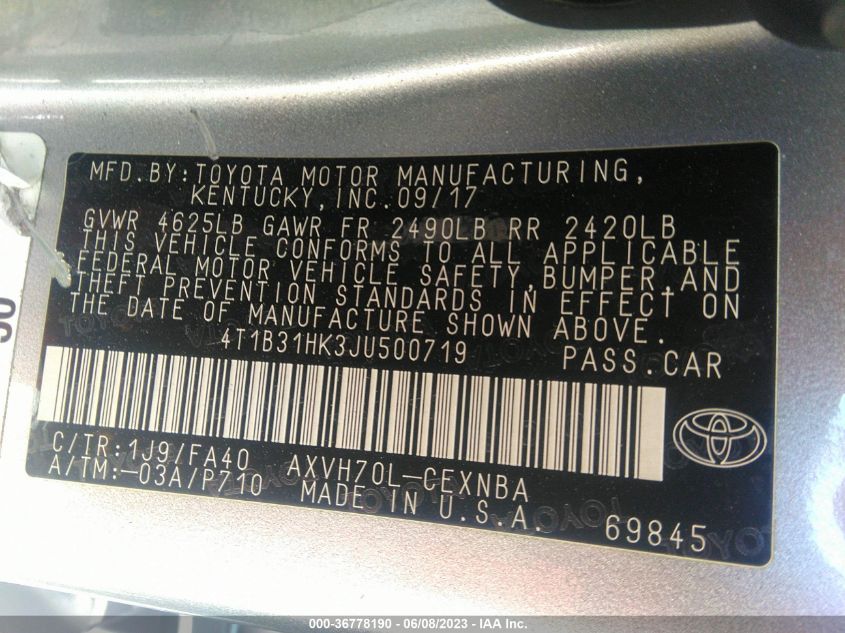 MFD.BY:TOYOTA MOTOR MANUFACTURING,
KENTUCKY,INC.09/17
GVWR 4625LB GAWR FR 2490LB RR 2420LB
THIS VEHICLE CONFORMS TO ALL APPLICABLE
FEDERAL MOTOR VEHICLE SAFETY,BUMPER,AND
THEFT PREVENTION STANDARDS IN EFFECT ON
THE DATE OF MANUFACTURE SHOWN ABOVE.
4T1B31HK3JU500719 PASS.CAR
C/TR:1J9/FA40 AXVH70L-CEXNBA
A/TM:-03A/P710 MADE IN U.S.A. 69845
000-36778190 - 06/08/2023 - IAA Inc.